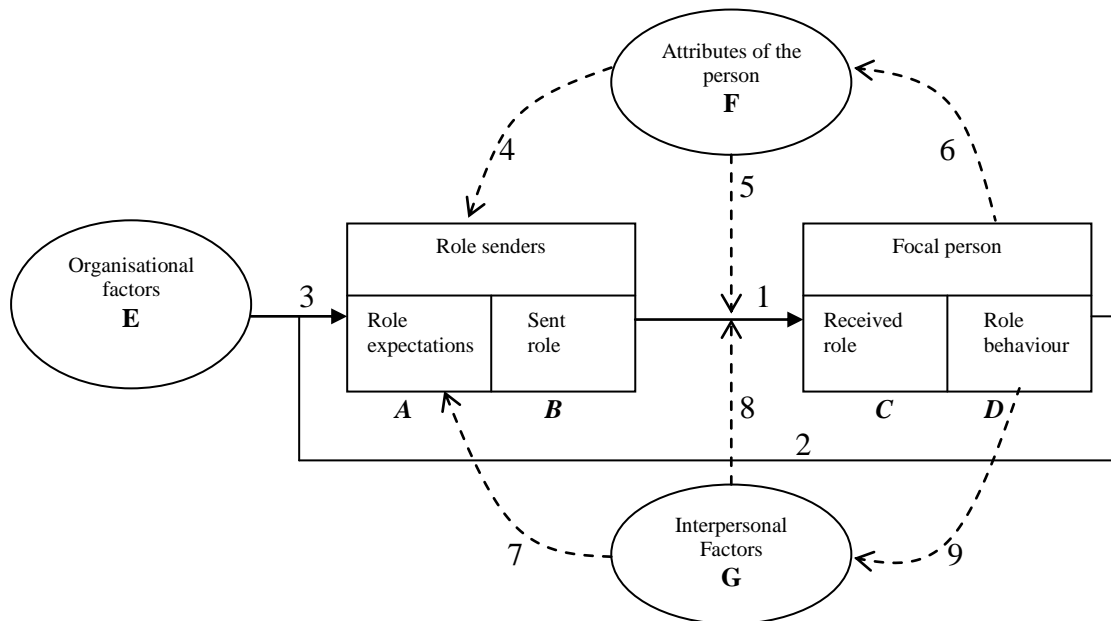 Attributes of the
person
F
4
6
5
Role senders
Focal person
Organisational
factors
E
3
1
Role
expectations
Sent
role
Received
role
Role
behaviour
A
B
8
C
D
2
Interpersonal
Factors
G
7
9